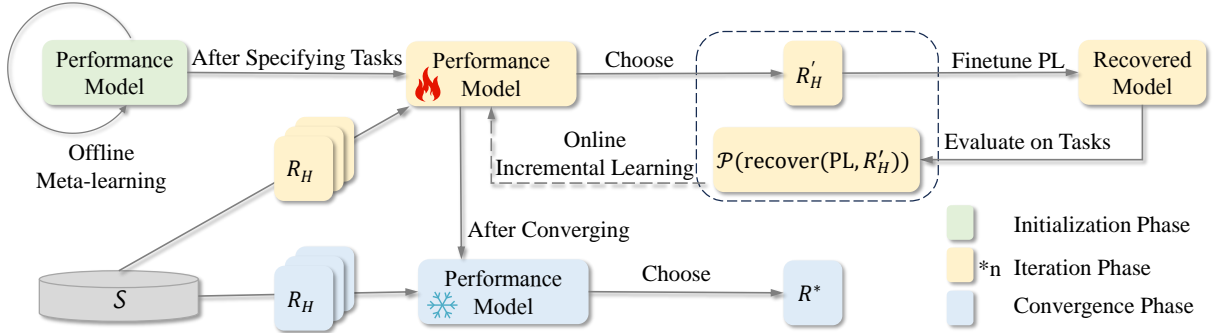 Performance
Model
After Specifying Tasks
Performance
Model
Choose
R'_H
Finetune PL
Recovered
Model
Offline
Meta-learning
R_H
Online
Incremental Learning
𝒫(recover(PL, R'_H))
Evaluate on Tasks
After Converging
Initialization Phase
*n Iteration Phase
Convergence Phase
𝒮
R_H
Performance
Model
Choose
R*